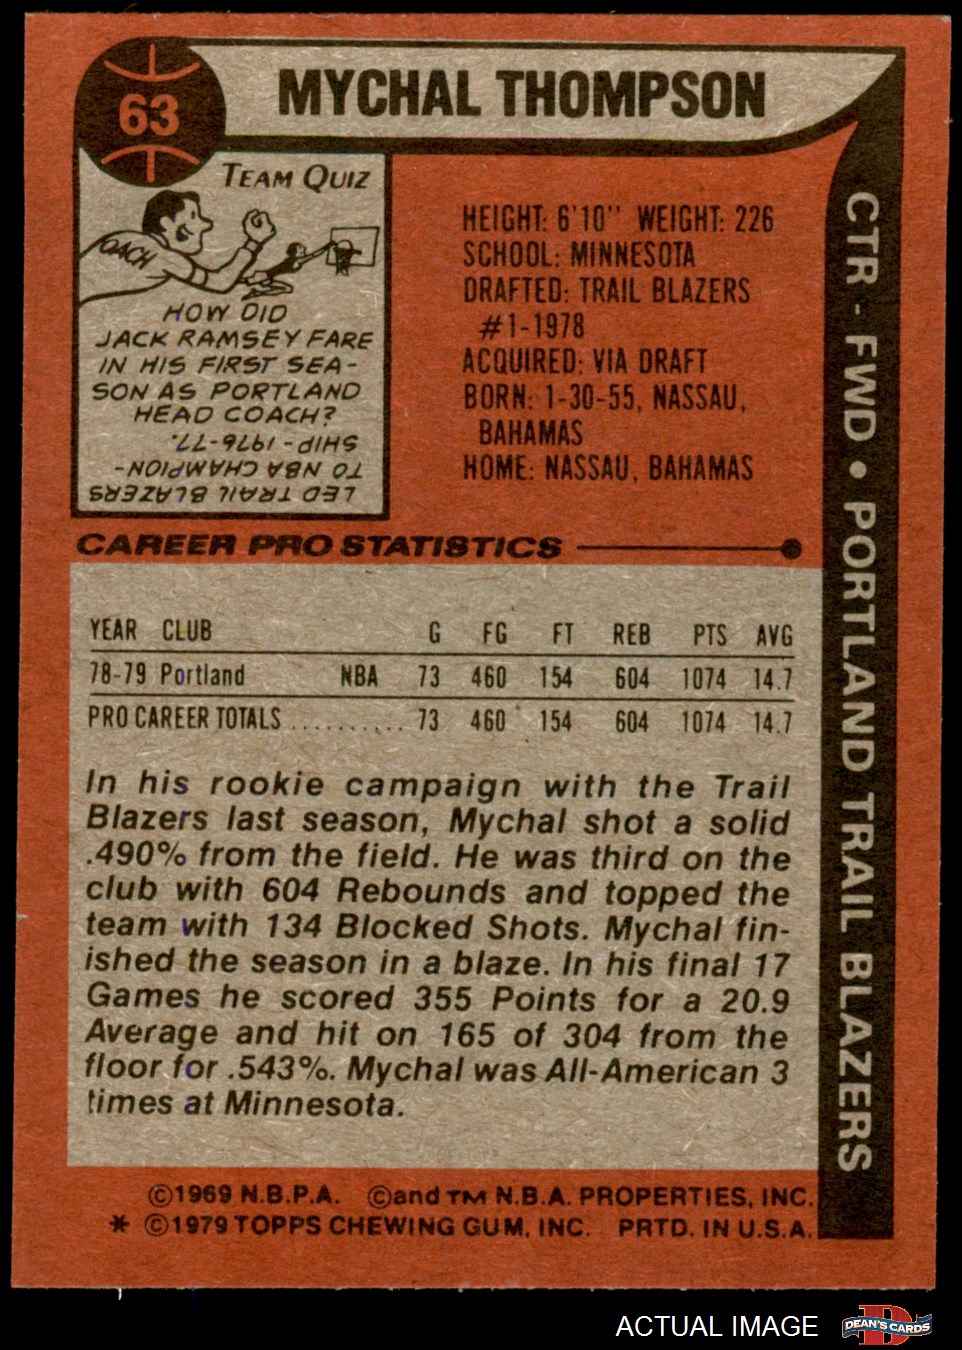 63
MYCHAL THOMPSON
TEAM QUIZ
COACH
HOW DID
JACK RAMSEY FARE
IN HIS FIRST SEA-
SON AS PORTLAND
HEAD COACH?
LED TRAIL BLAZERS
TO NBA CHAMPION-
SHIP - 1976-77.
HEIGHT: 6'10" WEIGHT: 226
SCHOOL: MINNESOTA
DRAFTED: TRAIL BLAZERS
#1-1978
ACQUIRED: VIA DRAFT
BORN: 1-30-55, NASSAU,
BAHAMAS
HOME: NASSAU, BAHAMAS
CTR - FWD • PORTLAND TRAIL BLAZERS
CAREER PRO STATISTICS
YEAR CLUB G FG FT REB PTS AVG
78-79 Portland NBA 73 460 154 604 1074 14.7
PRO CAREER TOTALS .......... 73 460 154 604 1074 14.7
In his rookie campaign with the Trail
Blazers last season, Mychal shot a solid
.490% from the field. He was third on the
club with 604 Rebounds and topped the
team with 134 Blocked Shots. Mychal fin-
ished the season in a blaze. In his final 17
Games he scored 355 Points for a 20.9
Average and hit on 165 of 304 from the
floor for .543%. Mychal was All-American 3
times at Minnesota.
©1969 N.B.P.A. ©and TM N.B.A. PROPERTIES, INC.
* ©1979 TOPPS CHEWING GUM, INC. PRTD. IN U.S.A.
ACTUAL IMAGE
D
DEAN'S CARDS